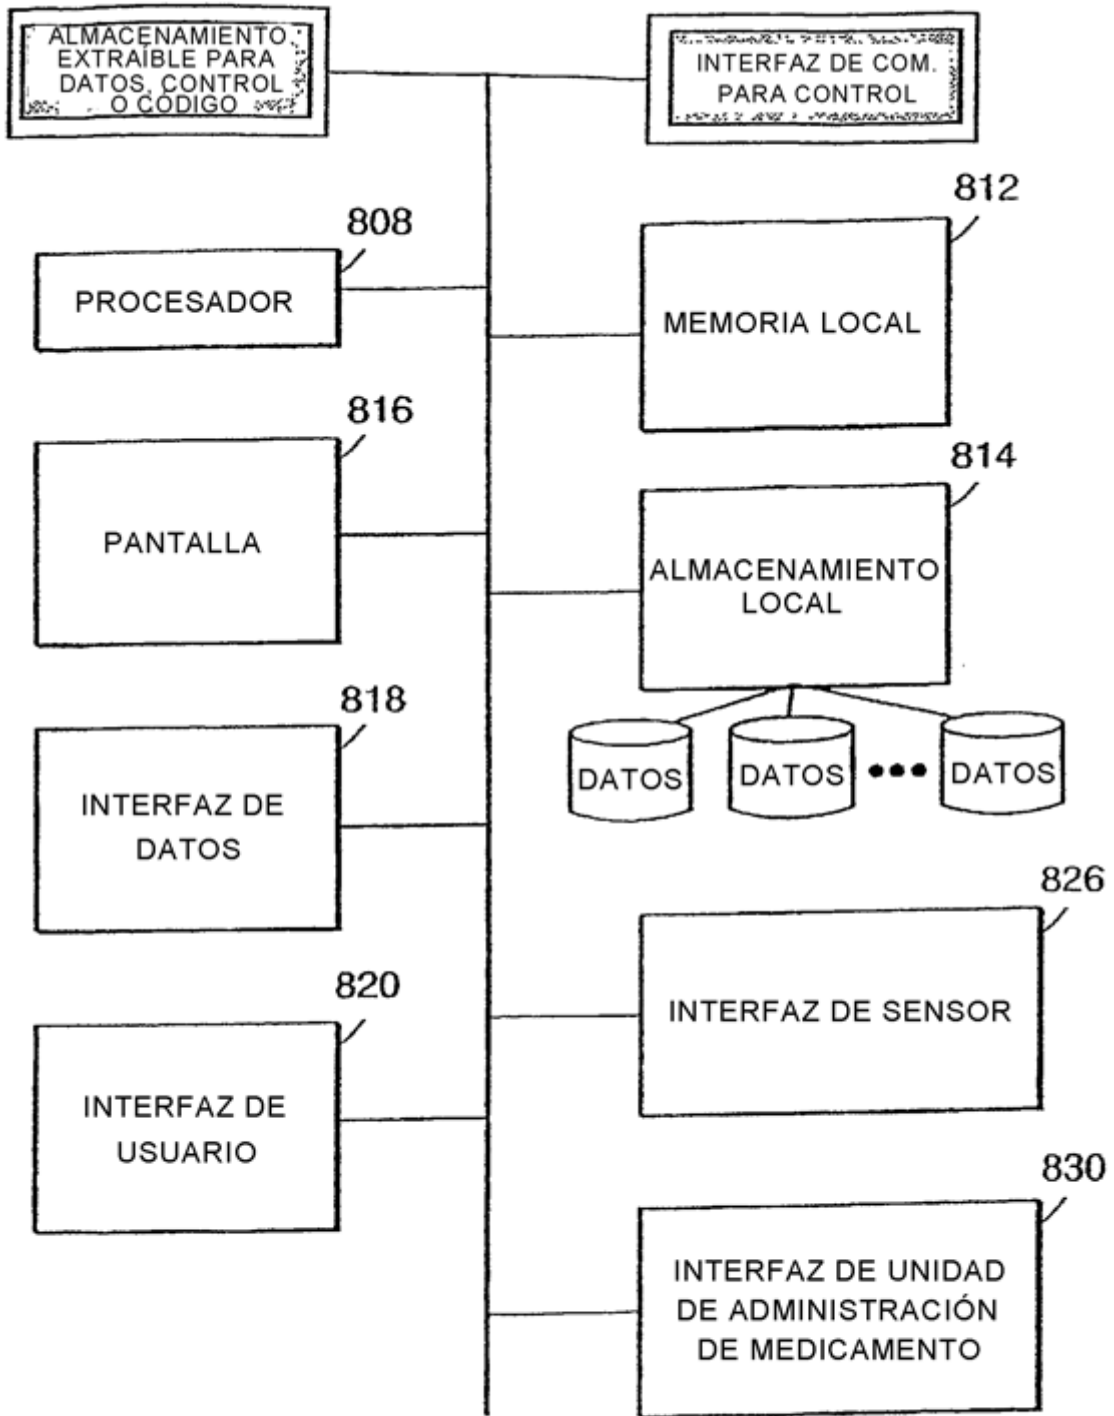 ALMACENAMIENTO
EXTRAÍBLE PARA
DATOS, CONTROL
O CÓDIGO
INTERFAZ DE COM.
PARA CONTROL
808
PROCESADOR
812
MEMORIA LOCAL
816
PANTALLA
814
ALMACENAMIENTO
LOCAL
DATOS
DATOS
DATOS
818
INTERFAZ DE
DATOS
826
INTERFAZ DE SENSOR
820
INTERFAZ DE
USUARIO
830
INTERFAZ DE UNIDAD
DE ADMINISTRACIÓN
DE MEDICAMENTO